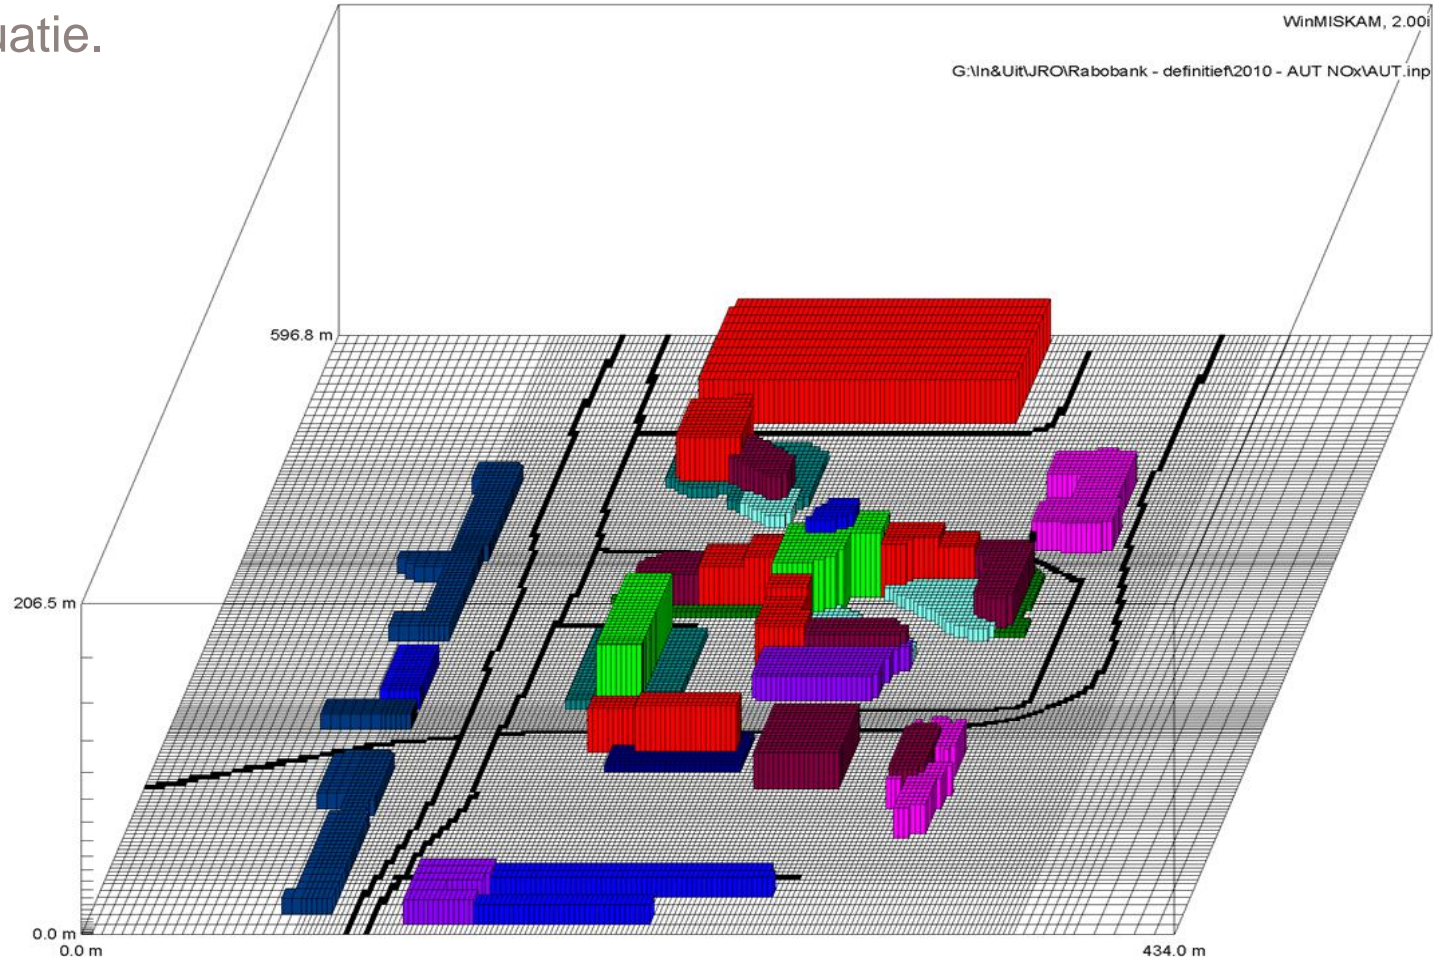 uatie.
WinMISKAM, 2.00i
G:\In&Uit\JRO\Rabobank - definitief\2010 - AUT NOx\AUT.inp
596.8 m
206.5 m
0.0 m
0.0 m
434.0 m